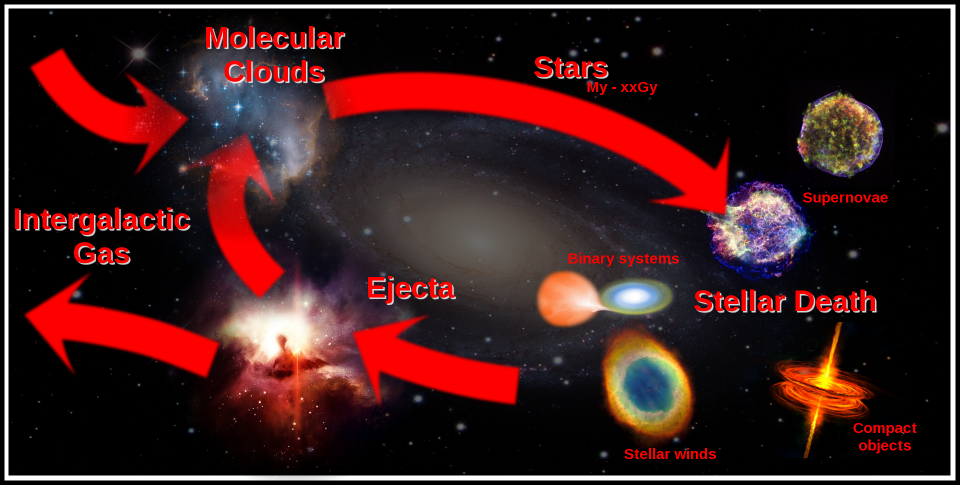 Molecular
Clouds
Stars
My - xxGy
Supernovae
Intergalactic
Gas
Binary systems
Ejecta
Stellar Death
Compact
objects
Stellar winds